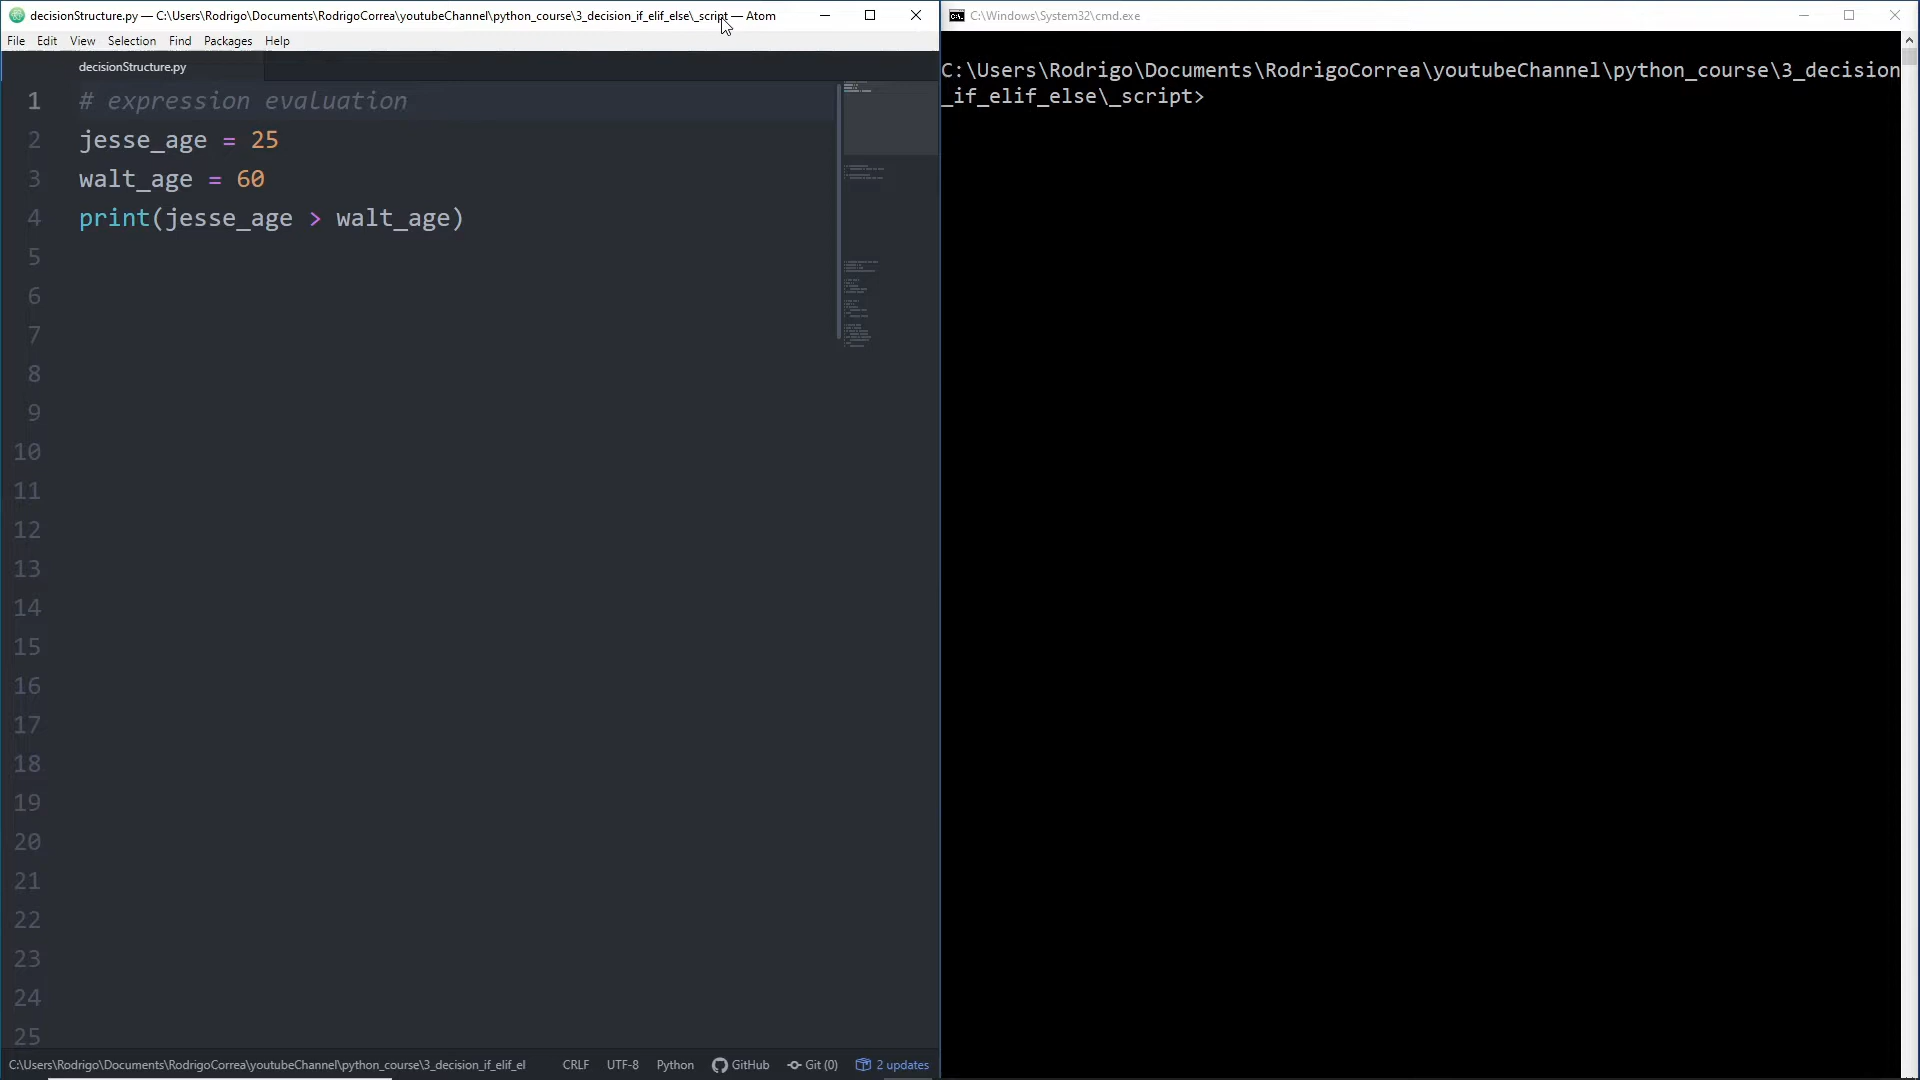 decisionStructure.py — C:\Users\Rodrigo\Documents\RodrigoCorrea\youtubeChannel\python_course\3_decision_if_elif_else\_script — Atom
File Edit View Selection Find Packages Help
decisionStructure.py
1 # expression evaluation
2 jesse_age = 25
3 walt_age = 60
4 print(jesse_age > walt_age)
5
6
7
8
9
10
11
12
13
14
15
16
17
18
19
20
21
22
23
24
25
C:\Users\Rodrigo\Documents\RodrigoCorrea\youtubeChannel\python_course\3_decision_if_elif_el CRLF UTF-8 Python GitHub Git (0) 2 updates
C:\Windows\System32\cmd.exe
C:\Users\Rodrigo\Documents\RodrigoCorrea\youtubeChannel\python_course\3_decision
_if_elif_else\_script>